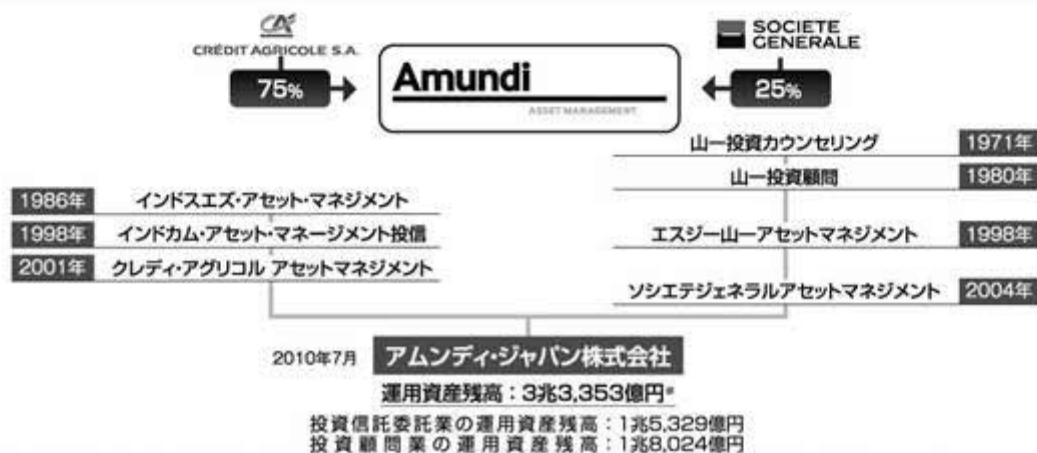 CRÉDIT AGRICOLE S.A.
75%
Amundi
ASSET MANAGEMENT
SOCIETE
GENERALE
25%
山一投資カウンセリング 1971年
山一投資顧問 1980年
1986年 インドスエズ・アセット・マネジメント
1998年 インドカム・アセット・マネージメント投信
エスジー山一アセットマネジメント 1998年
2001年 クレディ・アグリコル アセットマネジメント
ソシエテジェネラルアセットマネジメント 2004年
2010年7月 アムンディ・ジャパン株式会社
運用資産残高：3兆3,353億円※
投資信託委託業の運用資産残高：1兆5,329億円
投資顧問業の運用資産残高：1兆8,024億円